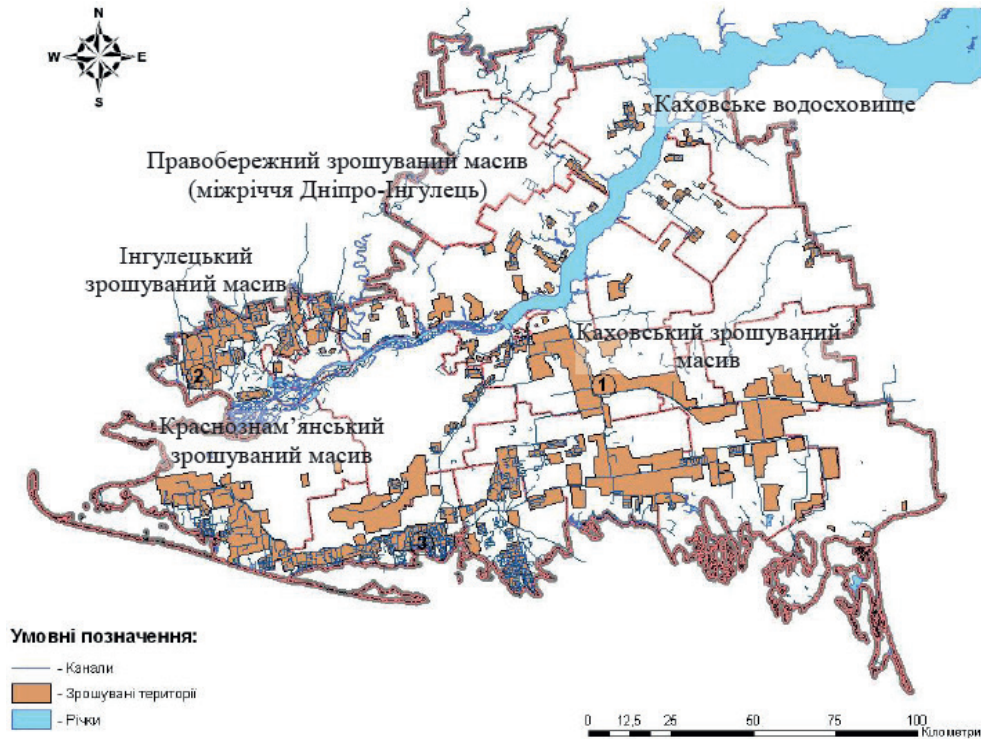 N
W E
S
Каховське водосховище
Правобережний зрошуваний масив
(міжріччя Дніпро-Інгулець)
Інгулецький
зрошуваний масив
Каховський зрошуваний
масив
1
2
Краснознам’янський
зрошуваний масив
3
Умовні позначення:
- Канали
- Зрошувані території
- Річки
0 12,5 25 50 75 100
Кілометри